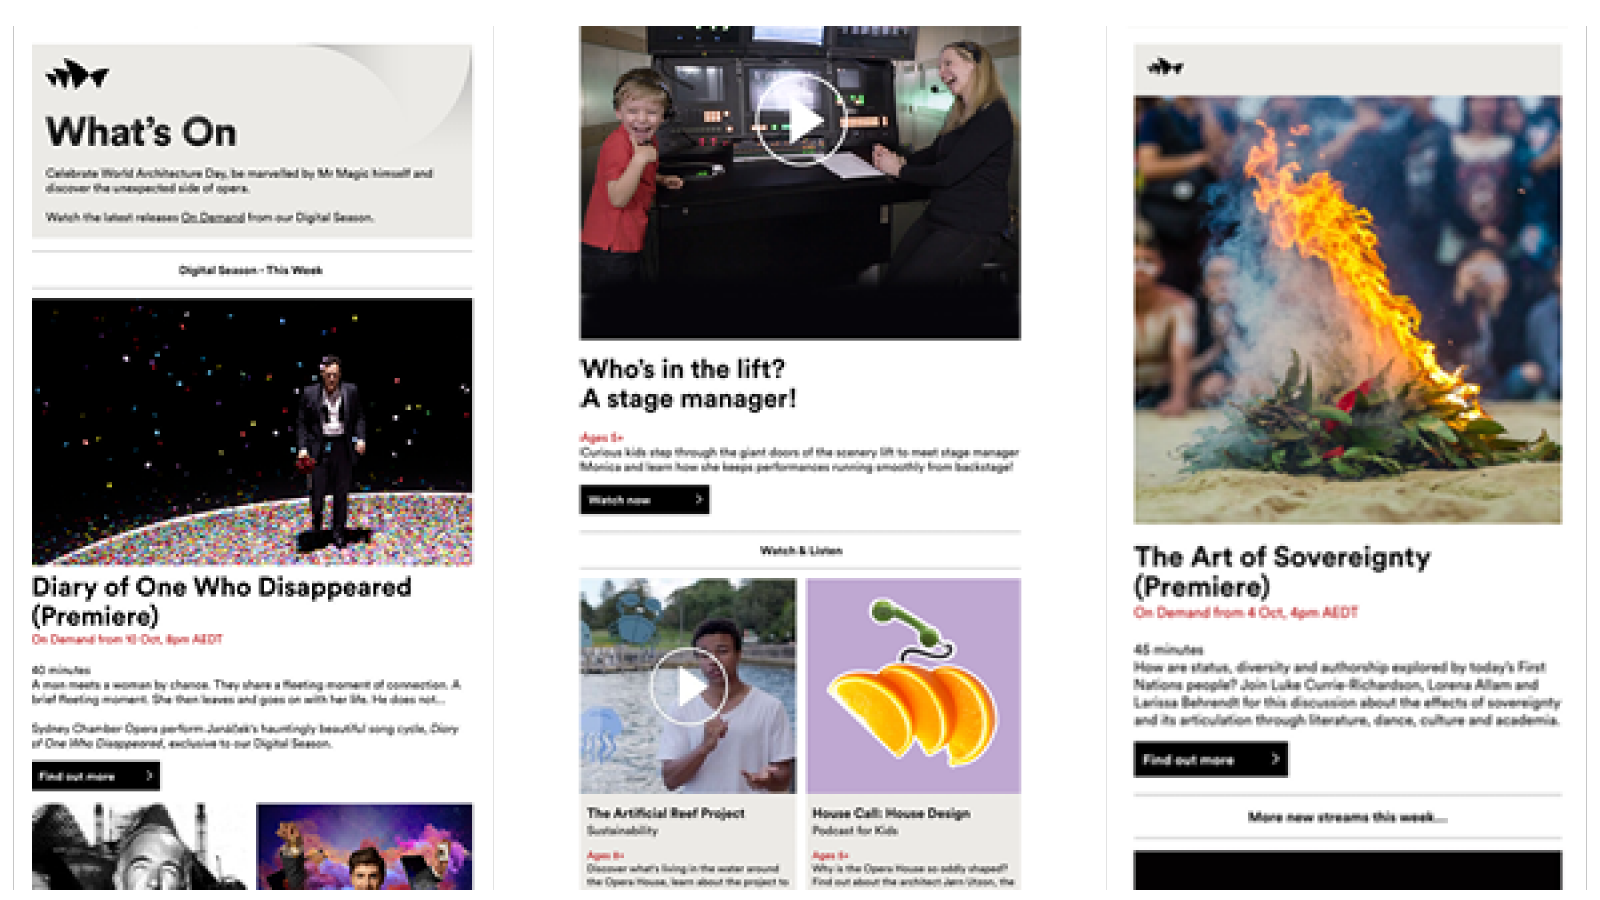 What's On
Celebrate World Architecture Day, be marvelled by Mr Magic himself and
discover the unexpected side of opera.
Watch the latest releases On Demand from our Digital Season.
Digital Season - This Week
Diary of One Who Disappeared
(Premiere)
On Demand from 10 Oct, 8pm AEDT
40 minutes
A man meets a woman by chance. They share a fleeting moment of connection. A
brief fleeting moment. She then leaves and goes on with her life. He does not...
Sydney Chamber Opera perform Janáček's hauntingly beautiful song cycle, Diary
of One Who Disappeared, exclusive to our Digital Season.
Find out more
Who's in the lift?
A stage manager!
Ages 5+
Curious kids step through the giant doors of the scenery lift to meet stage manager
Monica and learn how she keeps performances running smoothly from backstage!
Watch now
Watch & Listen
The Artificial Reef Project
Sustainability
Ages 8+
Discover what's living in the water around
the Opera House, learn about the project to
House Call: House Design
Podcast for Kids
Ages 5+
Why is the Opera House so oddly shaped?
Find out about the architect Jørn Utzon, the
The Art of Sovereignty
(Premiere)
On Demand from 4 Oct, 4pm AEDT
45 minutes
How are status, diversity and authorship explored by today's First
Nations people? Join Luke Currie-Richardson, Lorena Allam and
Larissa Behrendt for this discussion about the effects of sovereignty
and its articulation through literature, dance, culture and academia.
Find out more
More new streams this week...